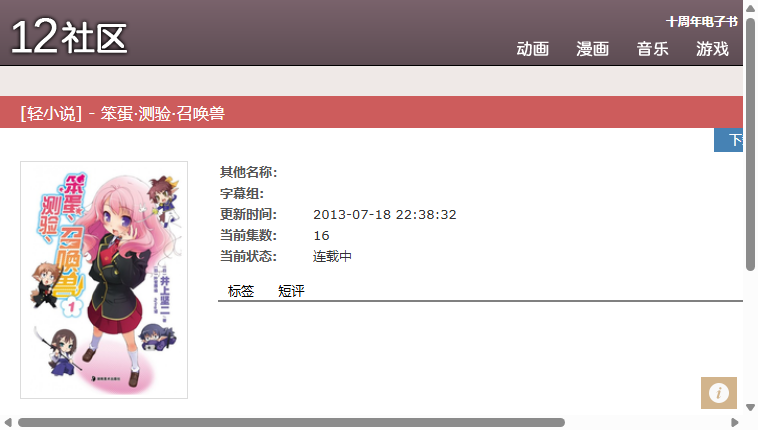 12社区
十周年电子书
动画 漫画 音乐 游戏
[轻小说] - 笨蛋·测验·召唤兽
下
其他名称：
字幕组：
更新时间： 2013-07-18 22:38:32
当前集数： 16
当前状态： 连载中
标签 短评
笨蛋、测验、召唤兽
1
井上坚二
i